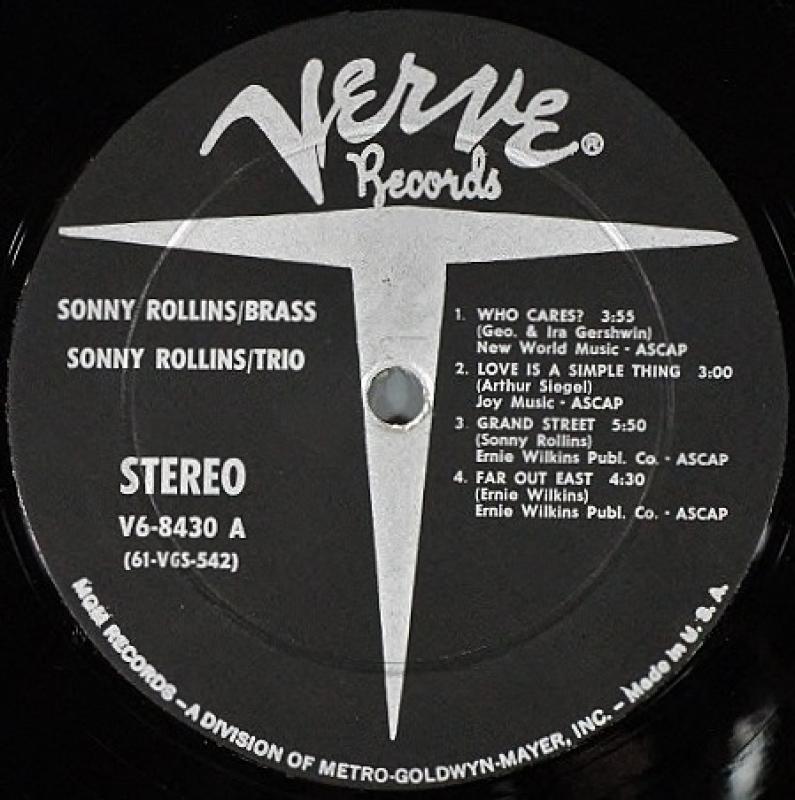 Verve®
Records
SONNY ROLLINS/BRASS
SONNY ROLLINS/TRIO
STEREO
V6-8430 A
(61-VGS-542)
1. WHO CARES? 3:55
(Geo. & Ira Gershwin)
New World Music • ASCAP
2. LOVE IS A SIMPLE THING 3:00
(Arthur Siegel)
Joy Music • ASCAP
3. GRAND STREET 5:50
(Sonny Rollins)
Ernie Wilkins Publ. Co. • ASCAP
4. FAR OUT EAST 4:30
(Ernie Wilkins)
Ernie Wilkins Publ. Co. • ASCAP
MGM RECORDS – A DIVISION OF METRO-GOLDWYN-MAYER, INC. – Made in U. S. A.